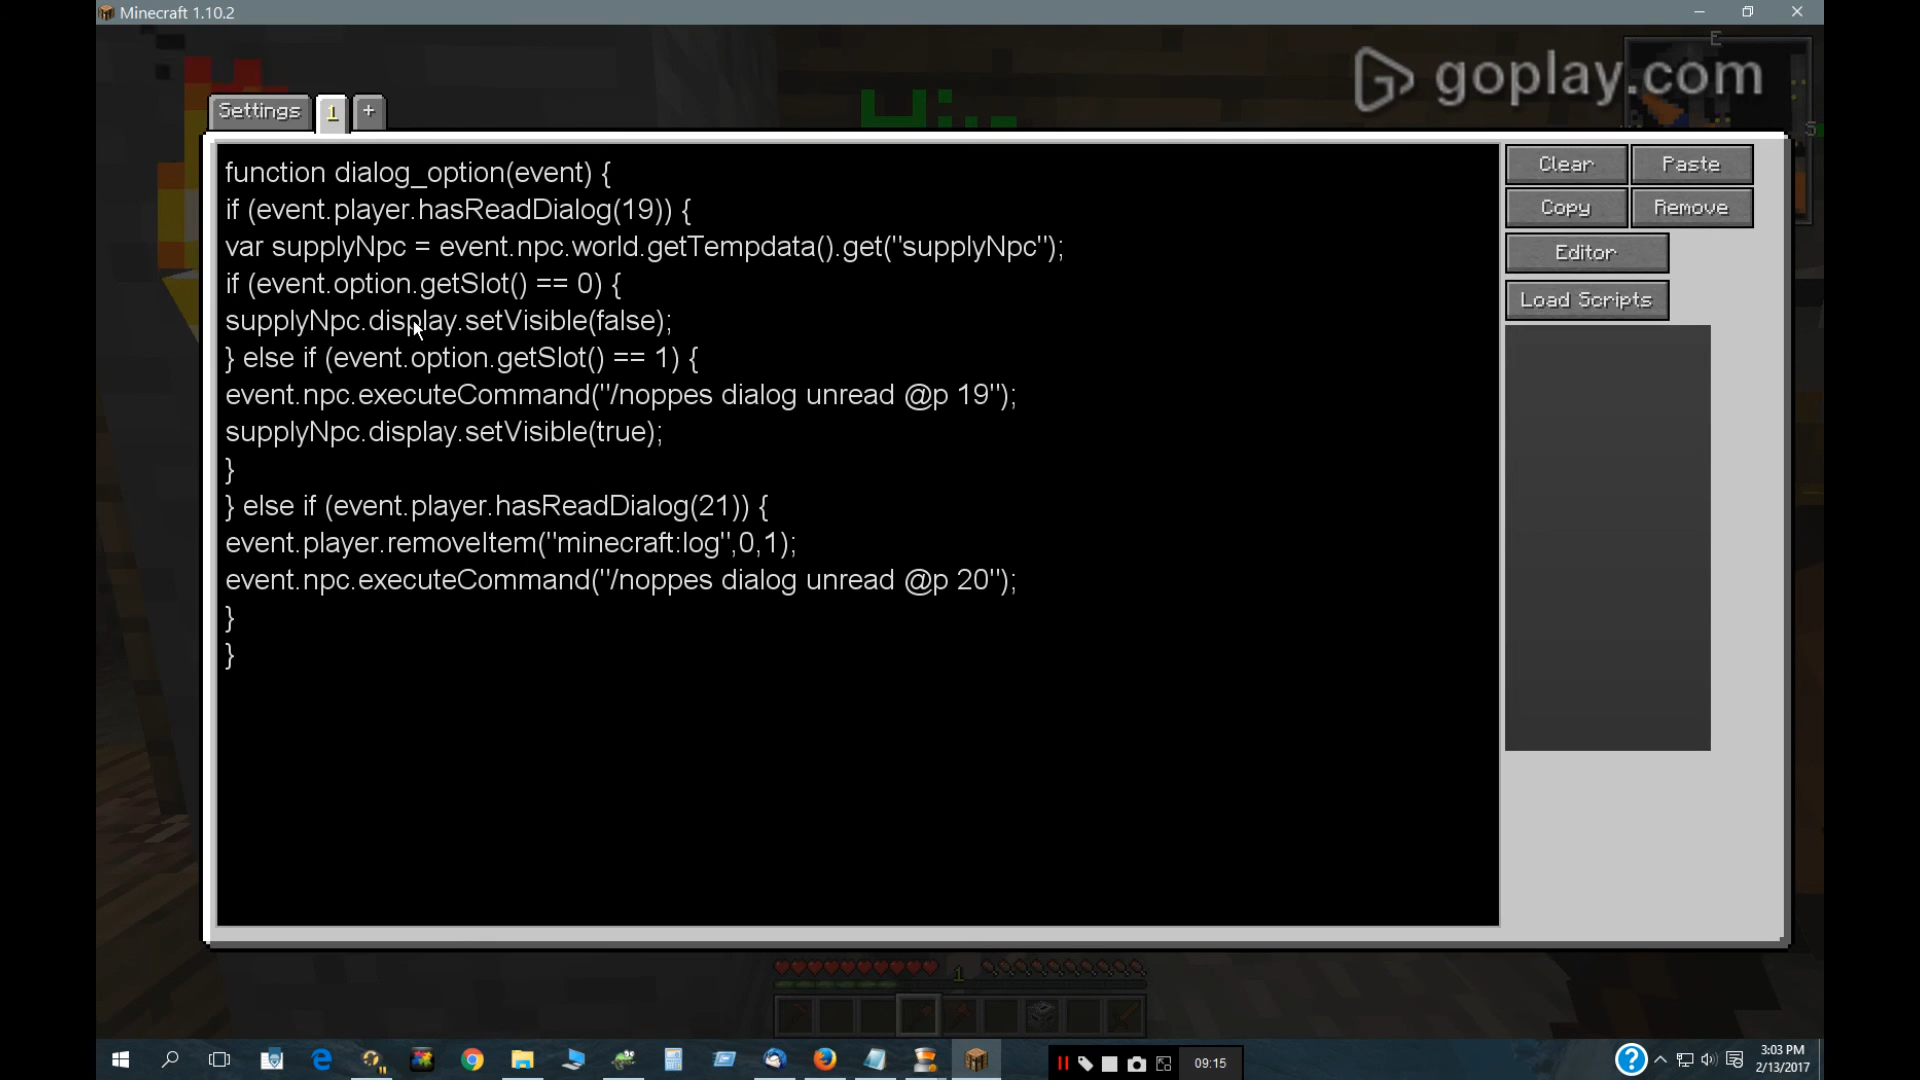 Minecraft 1.10.2
goplay.com
E
S
Settings
1
+
function dialog_option(event) {
if (event.player.hasReadDialog(19)) {
var supplyNpc = event.npc.world.getTempdata().get("supplyNpc");
if (event.option.getSlot() == 0) {
supplyNpc.display.setVisible(false);
} else if (event.option.getSlot() == 1) {
event.npc.executeCommand("/noppes dialog unread @p 19");
supplyNpc.display.setVisible(true);
}
} else if (event.player.hasReadDialog(21)) {
event.player.removeItem("minecraft:log",0,1);
event.npc.executeCommand("/noppes dialog unread @p 20");
}
}
Clear
Paste
Copy
Remove
Editor
Load Scripts
1
09:15
3:03 PM
2/13/2017